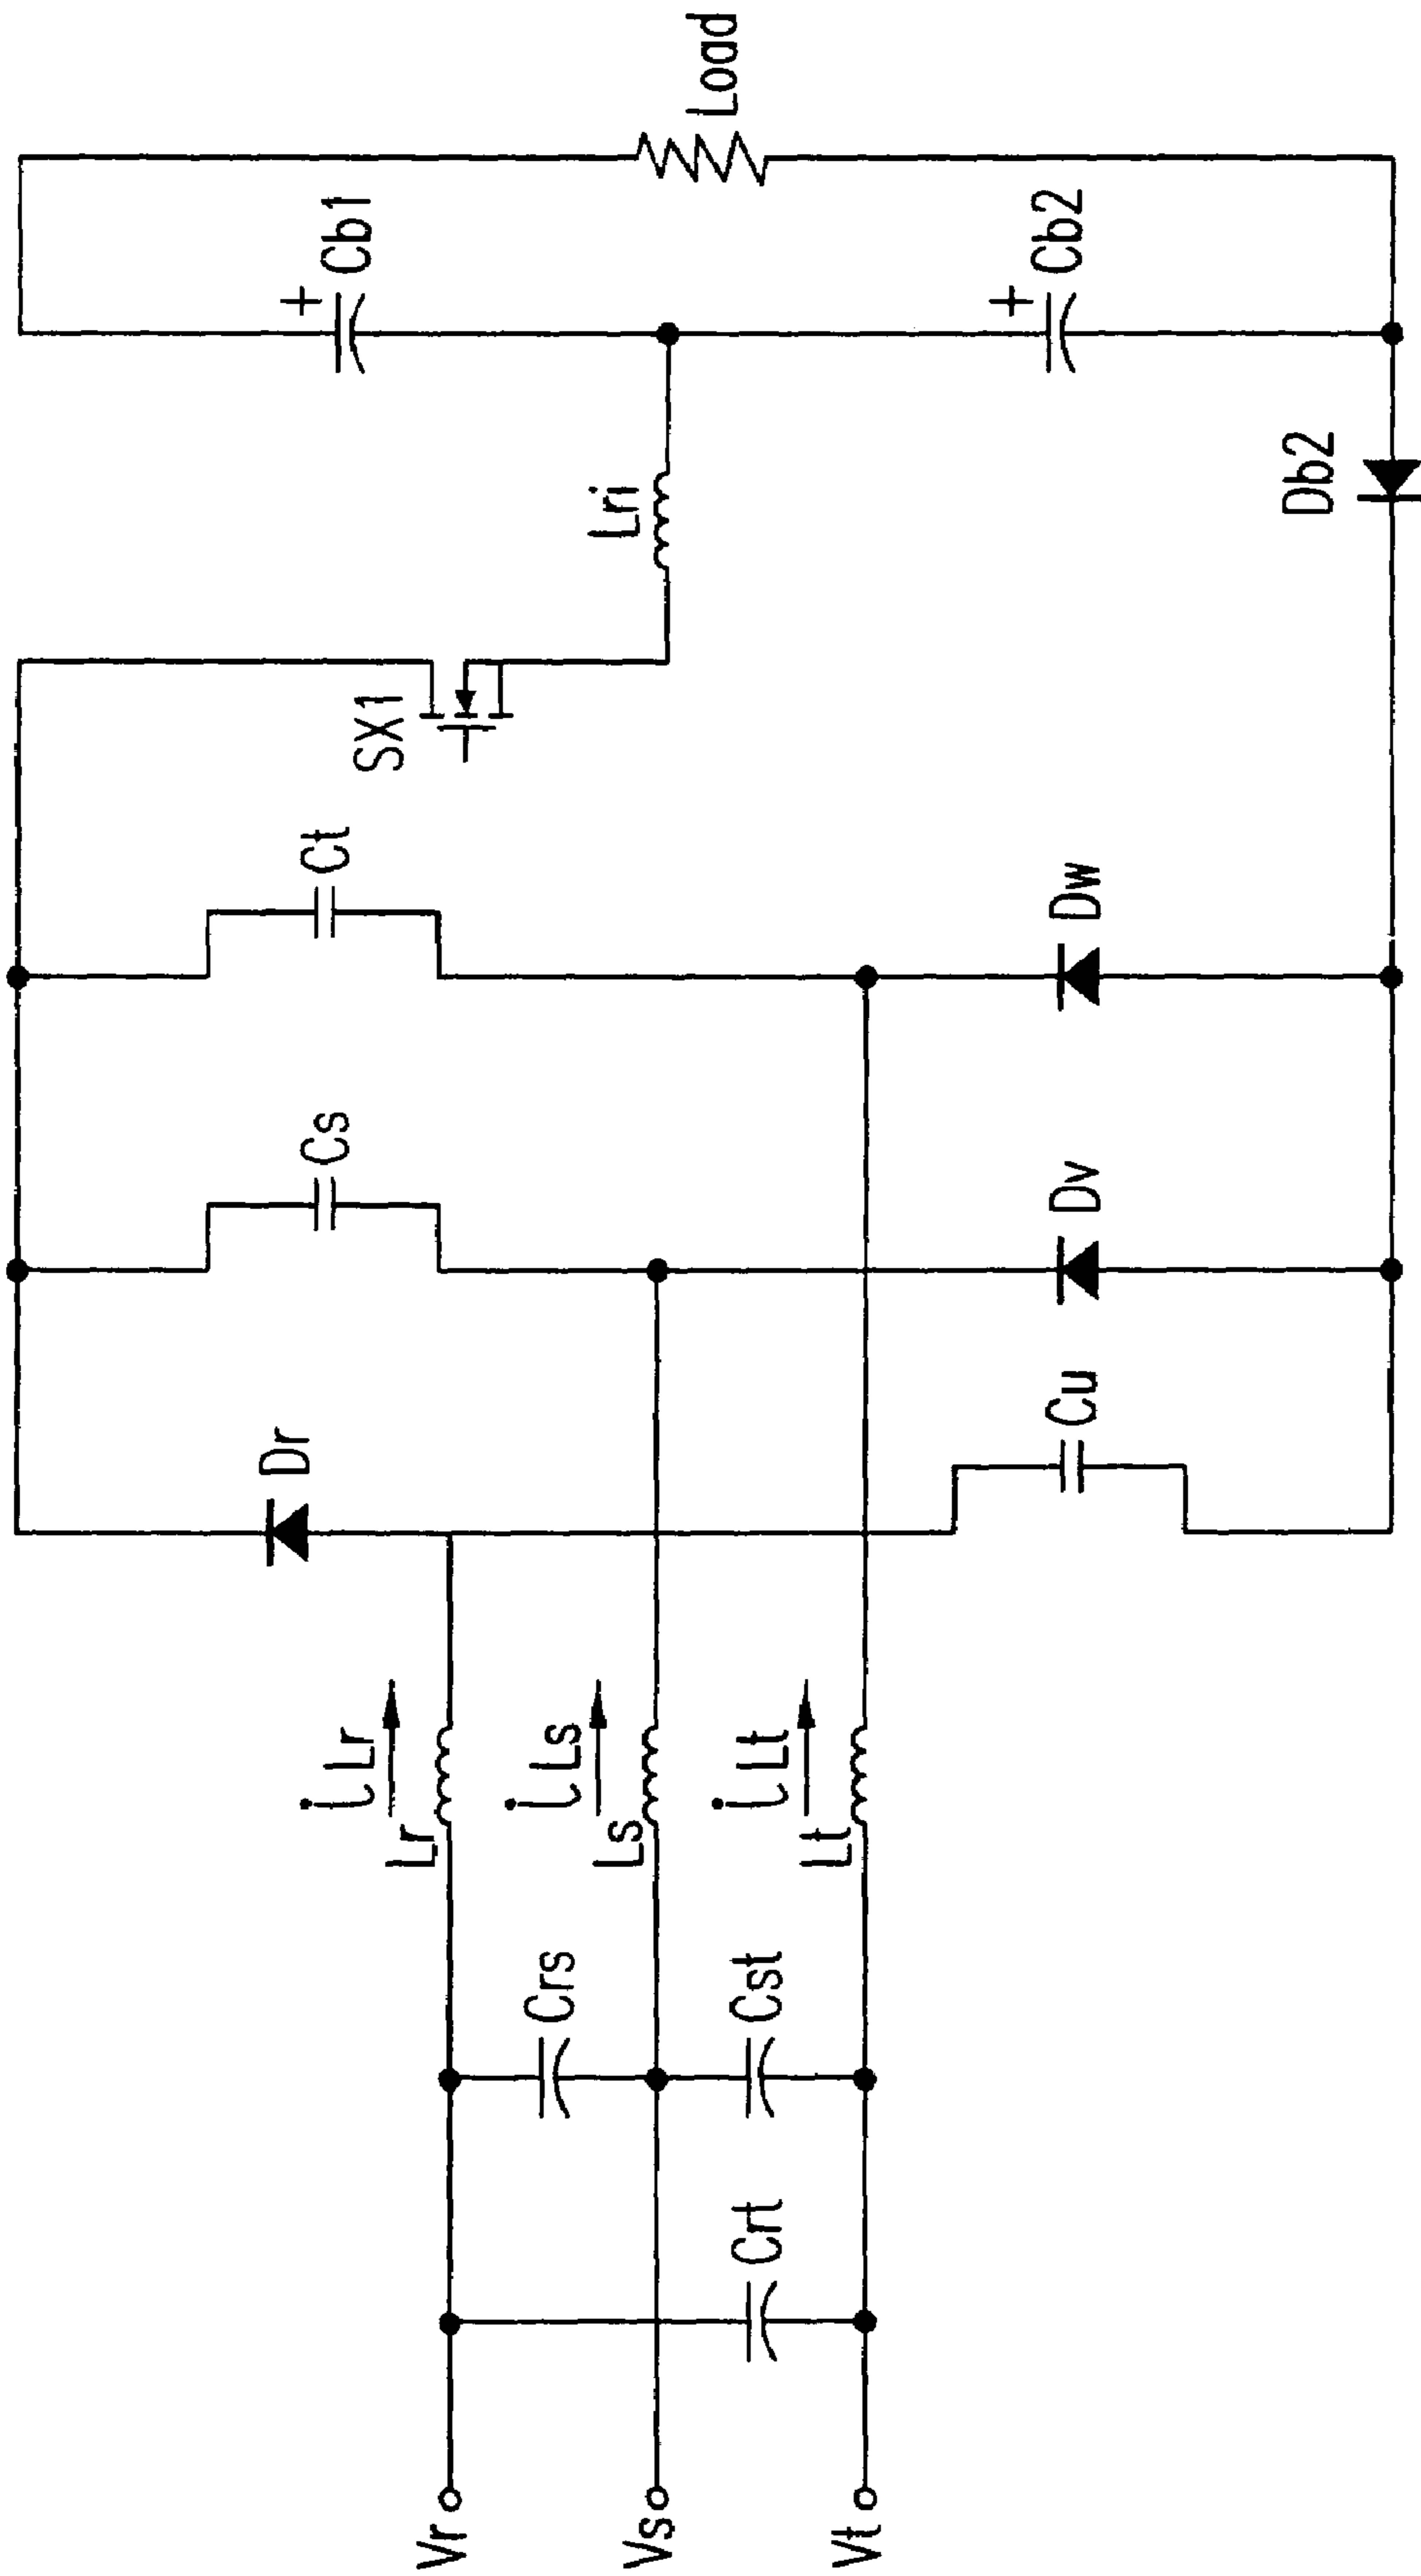 Vr
Vs
Vt
Crt
Crs
Cst
iLr
Lr
iLs
Ls
iLt
Lt
Dr
Cu
Cs
Dv
Ct
Dw
SX1
Lri
Db2
+
Cb1
+
Cb2
Load